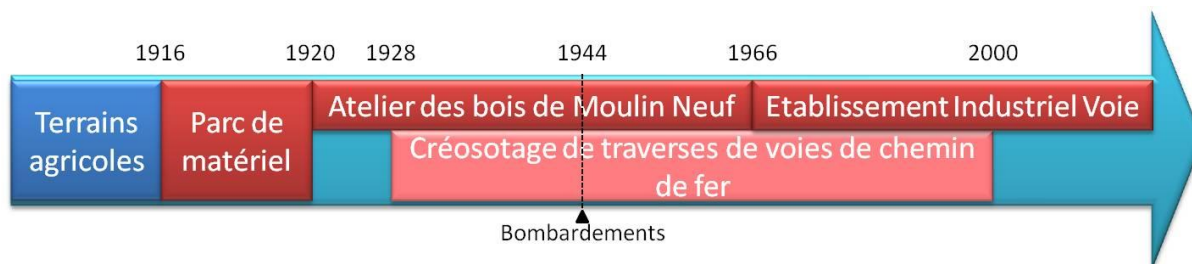 1916 1920 1928 1944 1966 2000
Terrains
agricoles
Parc de
matériel
Atelier des bois de Moulin Neuf
Etablissement Industriel Voie
Créosotage de traverses de voies de chemin
de fer
Bombardements